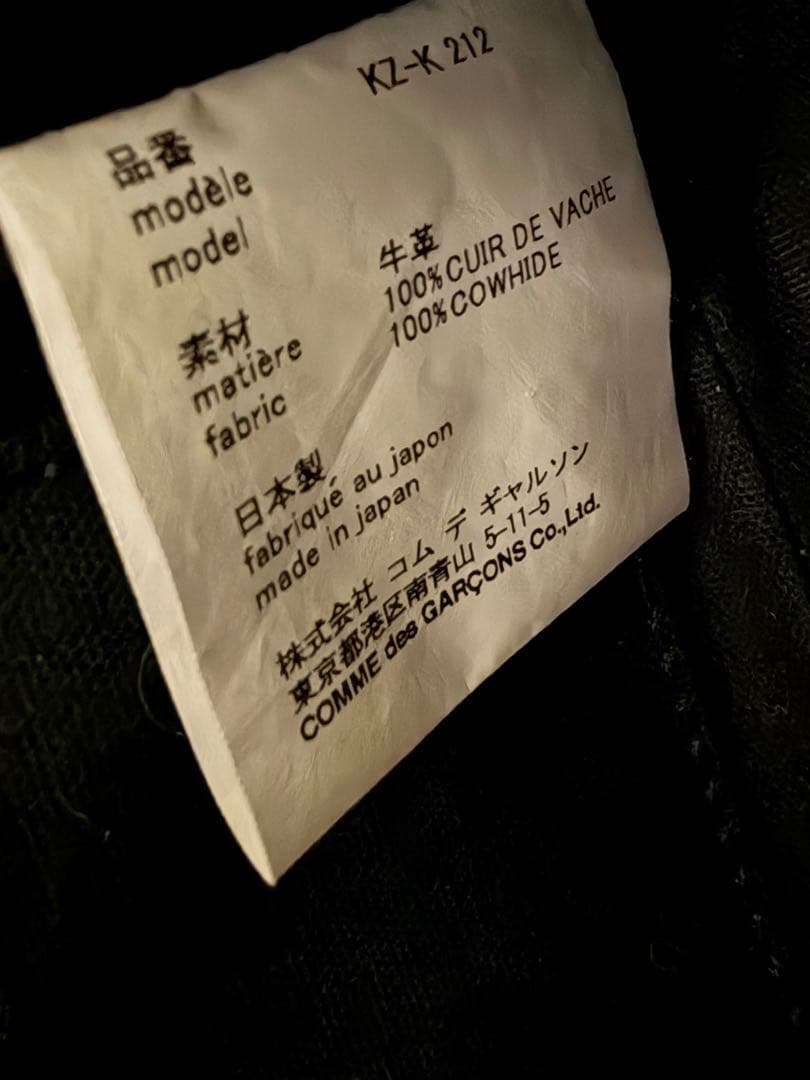 品番
modèle
model
KZ-K 212
素材
matière
fabric
牛革
100%CUIR DE VACHE
100%COWHIDE
日本製
fabriqué au japon
made in japan
株式会社 コム デ ギャルソン
東京都港区南青山 5-11-5
COMME des GARÇONS Co.,Ltd.